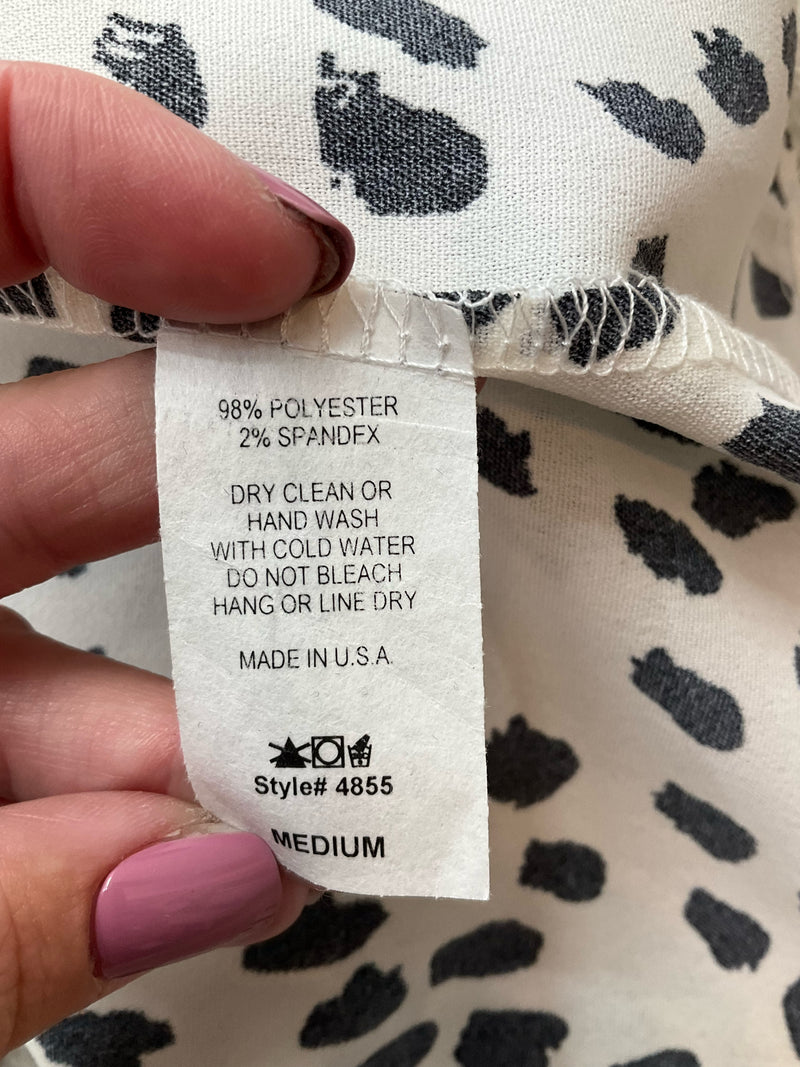 98% POLYESTER
2% SPANDEX
DRY CLEAN OR
HAND WASH
WITH COLD WATER
DO NOT BLEACH
HANG OR LINE DRY
MADE IN U.S.A.
Style# 4855
MEDIUM